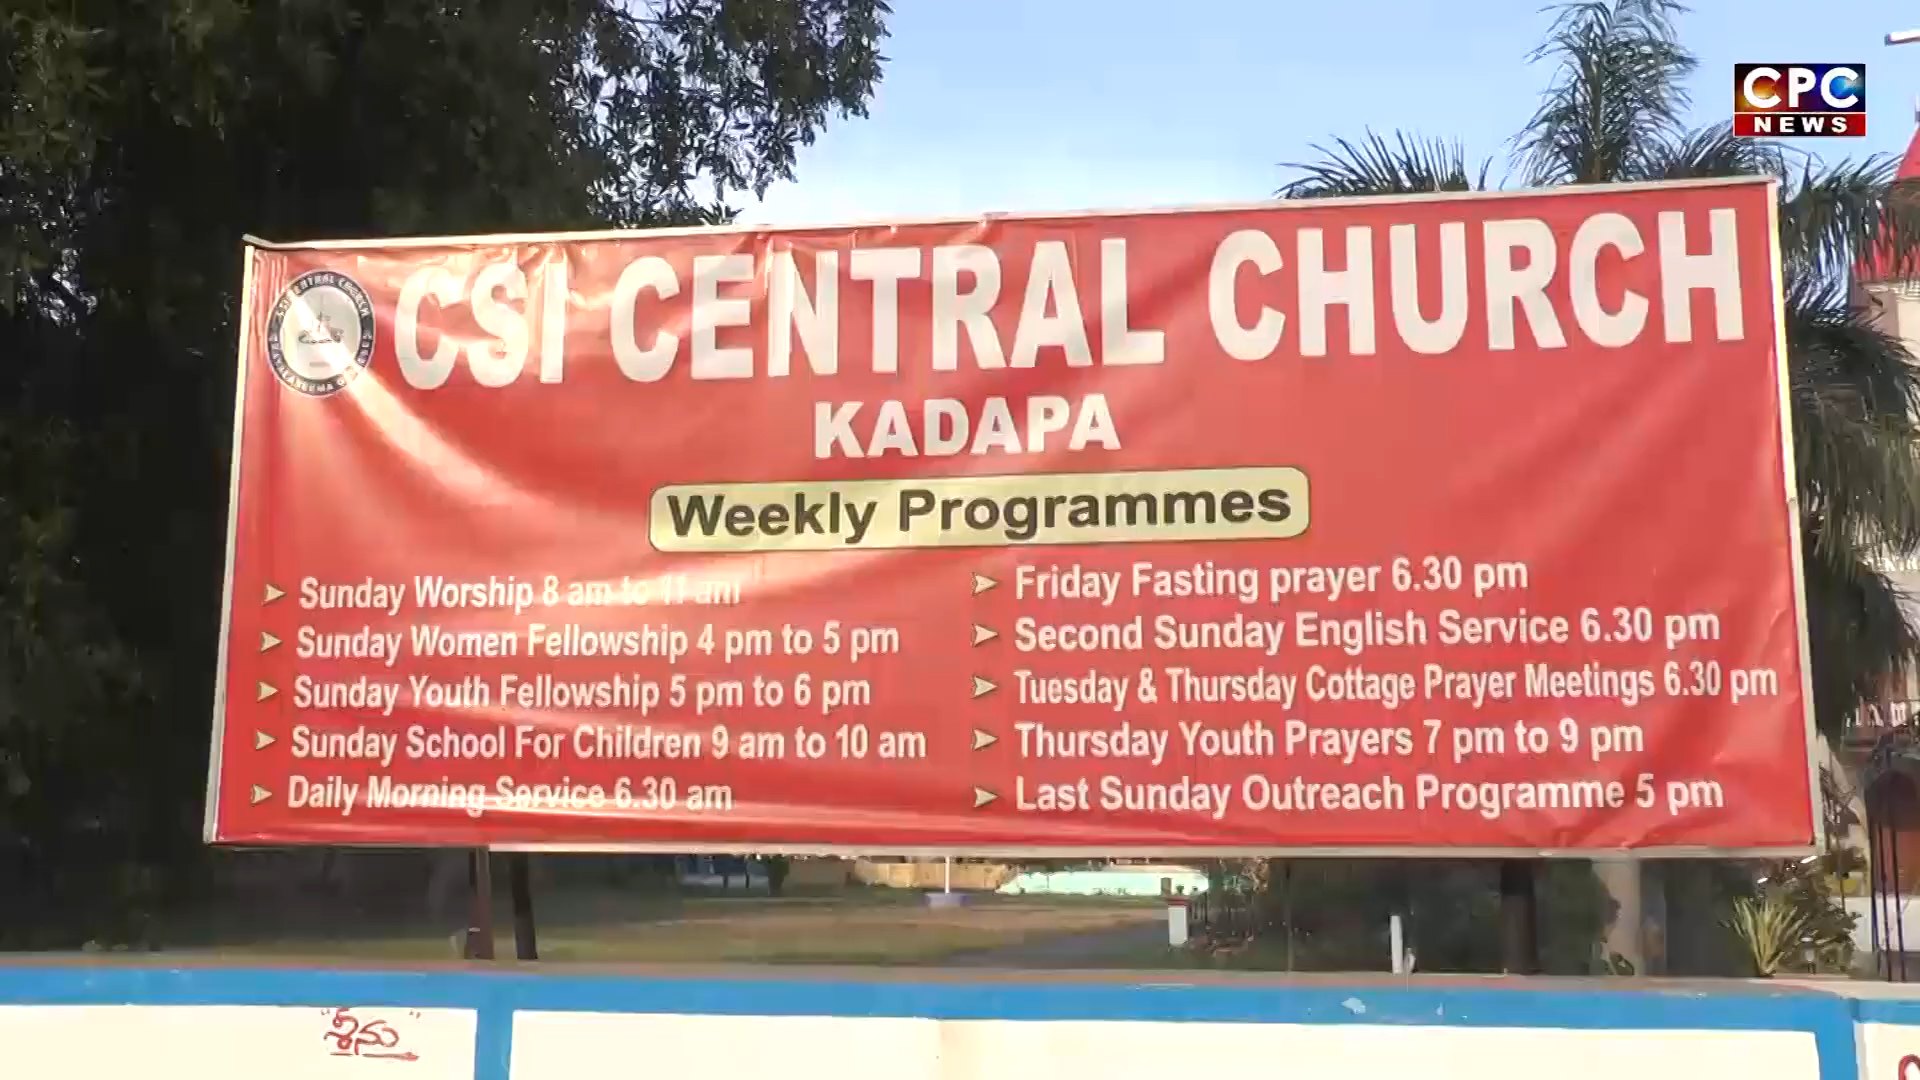 CPC
NEWS
CSI CENTRAL CHURCH
KADAPA
Weekly Programmes
Sunday Worship 8 am to 11 am
Sunday Women Fellowship 4 pm to 5 pm
Sunday Youth Fellowship 5 pm to 6 pm
Sunday School For Children 9 am to 10 am
Daily Morning Service 6.30 am
Friday Fasting prayer 6.30 pm
Second Sunday English Service 6.30 pm
Tuesday & Thursday Cottage Prayer Meetings 6.30 pm
Thursday Youth Prayers 7 pm to 9 pm
Last Sunday Outreach Programme 5 pm
"శీను"